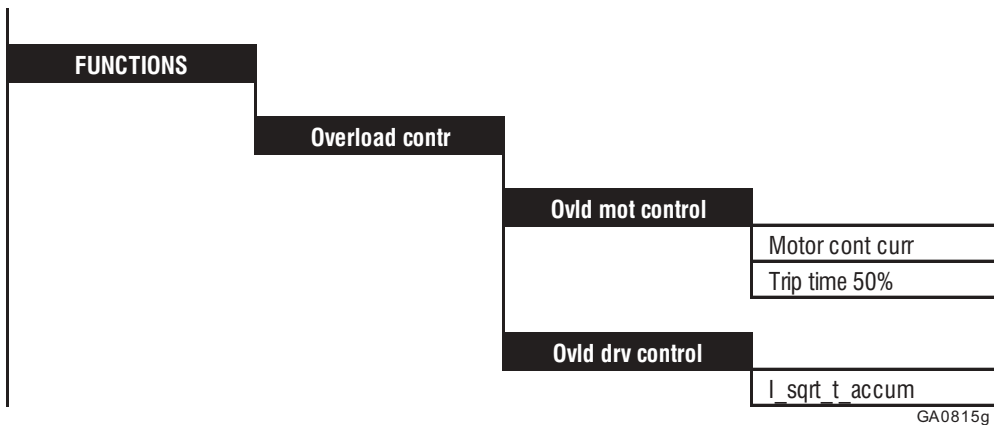 FUNCTIONS
Overload contr
Ovld mot control
Motor cont curr
Trip time 50%
Ovld drv control
I_sqrt_t_accum
GA0815g